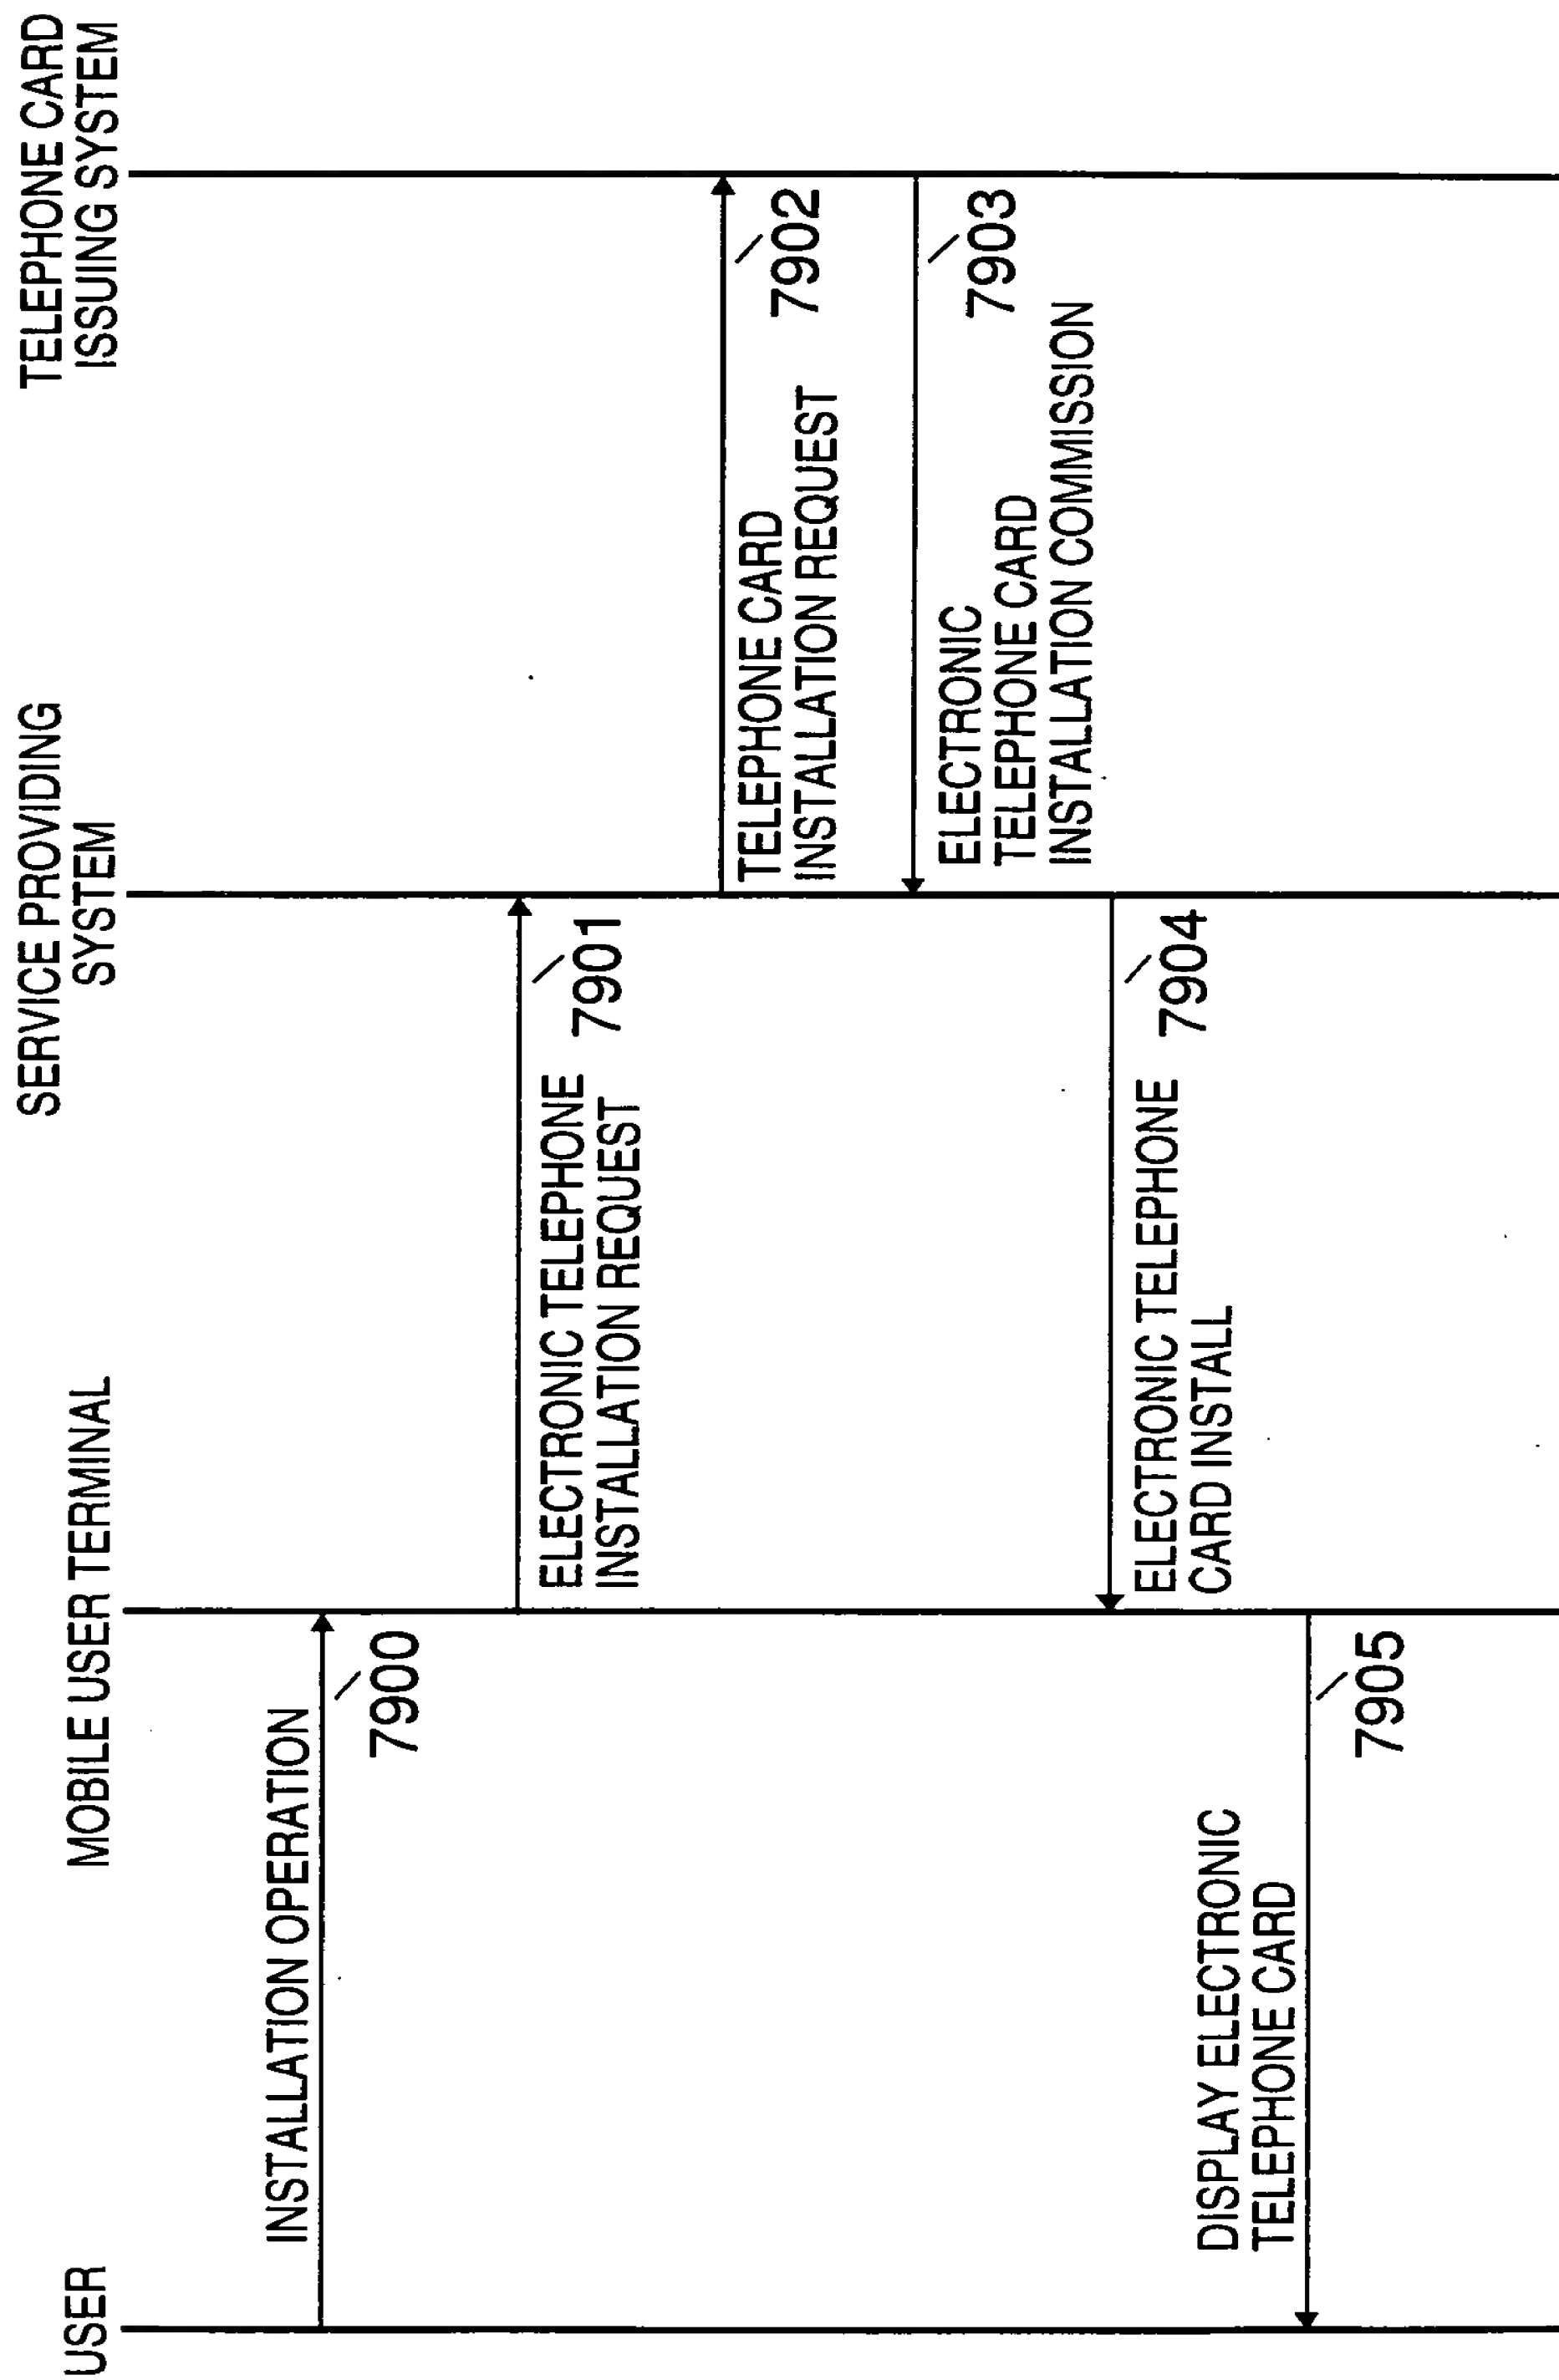 USER
MOBILE USER TERMINAL
SERVICE PROVIDING
SYSTEM
TELEPHONE CARD
ISSUING SYSTEM
INSTALLATION OPERATION
7900
ELECTRONIC TELEPHONE
INSTALLATION REQUEST
7901
TELEPHONE CARD
INSTALLATION REQUEST
7902
ELECTRONIC
TELEPHONE CARD
INSTALLATION COMMISSION
7903
ELECTRONIC TELEPHONE
CARD INSTALL
7904
DISPLAY ELECTRONIC
TELEPHONE CARD
7905